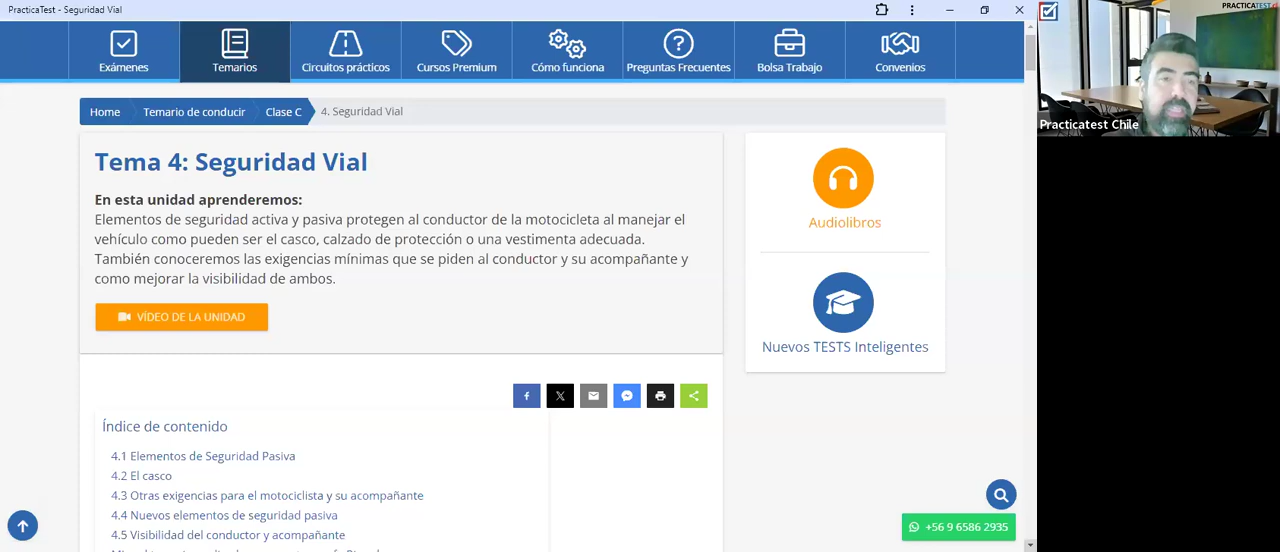 PracticaTest - Seguridad Vial
Exámenes
Temarios
Circuitos prácticos
Cursos Premium
Cómo funciona
Preguntas Frecuentes
Bolsa Trabajo
Convenios
Home
Temario de conducir
Clase C
4. Seguridad Vial
Tema 4: Seguridad Vial
En esta unidad aprenderemos:
Elementos de seguridad activa y pasiva protegen al conductor de la motocicleta al manejar el
vehículo como pueden ser el casco, calzado de protección o una vestimenta adecuada.
También conoceremos las exigencias mínimas que se piden al conductor y su acompañante y
como mejorar la visibilidad de ambos.
VÍDEO DE LA UNIDAD
Audiolibros
Nuevos TESTS Inteligentes
Índice de contenido
4.1 Elementos de Seguridad Pasiva
4.2 El casco
4.3 Otras exigencias para el motociclista y su acompañante
4.4 Nuevos elementos de seguridad pasiva
4.5 Visibilidad del conductor y acompañante
+56 9 6586 2935
PRACTICATEST
Practicatest Chile